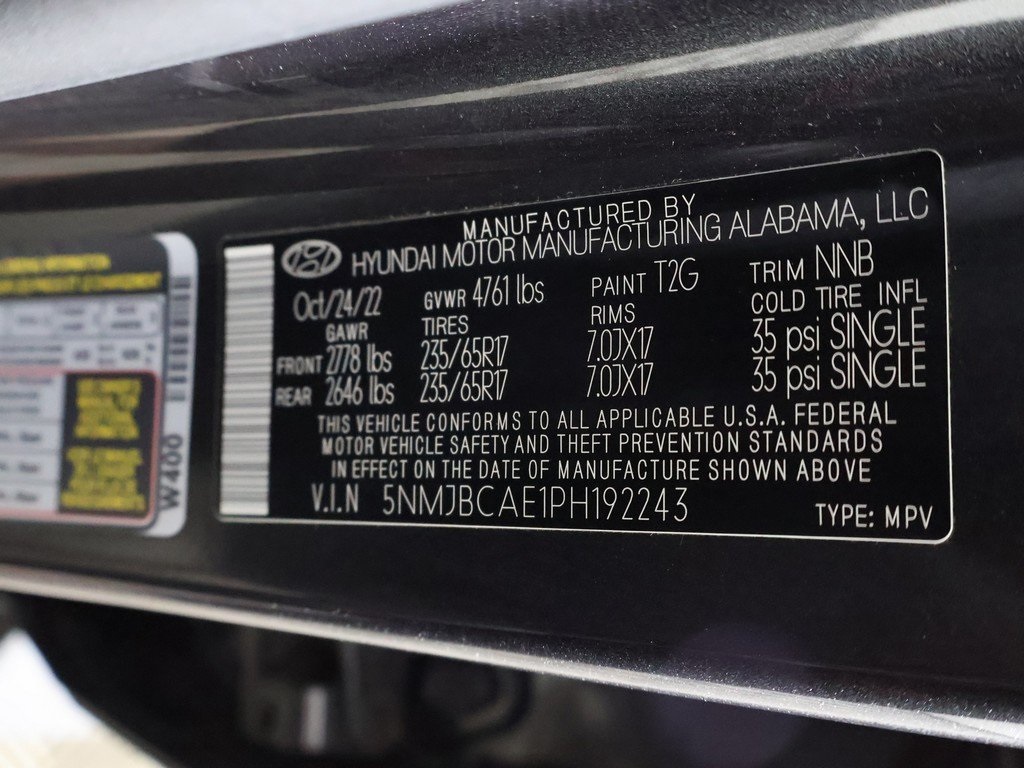 MANUFACTURED BY
HYUNDAI MOTOR MANUFACTURING ALABAMA, LLC
Oct/24/22 GVWR 4761 lbs PAINT T2G TRIM NNB
GAWR TIRES RIMS COLD TIRE INFL
FRONT 2778 lbs 235/65R17 7.0JX17 35 psi SINGLE
REAR 2646 lbs 235/65R17 7.0JX17 35 psi SINGLE
THIS VEHICLE CONFORMS TO ALL APPLICABLE U.S.A. FEDERAL
MOTOR VEHICLE SAFETY AND THEFT PREVENTION STANDARDS
IN EFFECT ON THE DATE OF MANUFACTURE SHOWN ABOVE
V.I.N 5NMJBCAE1PH192243
TYPE: MPV
W400